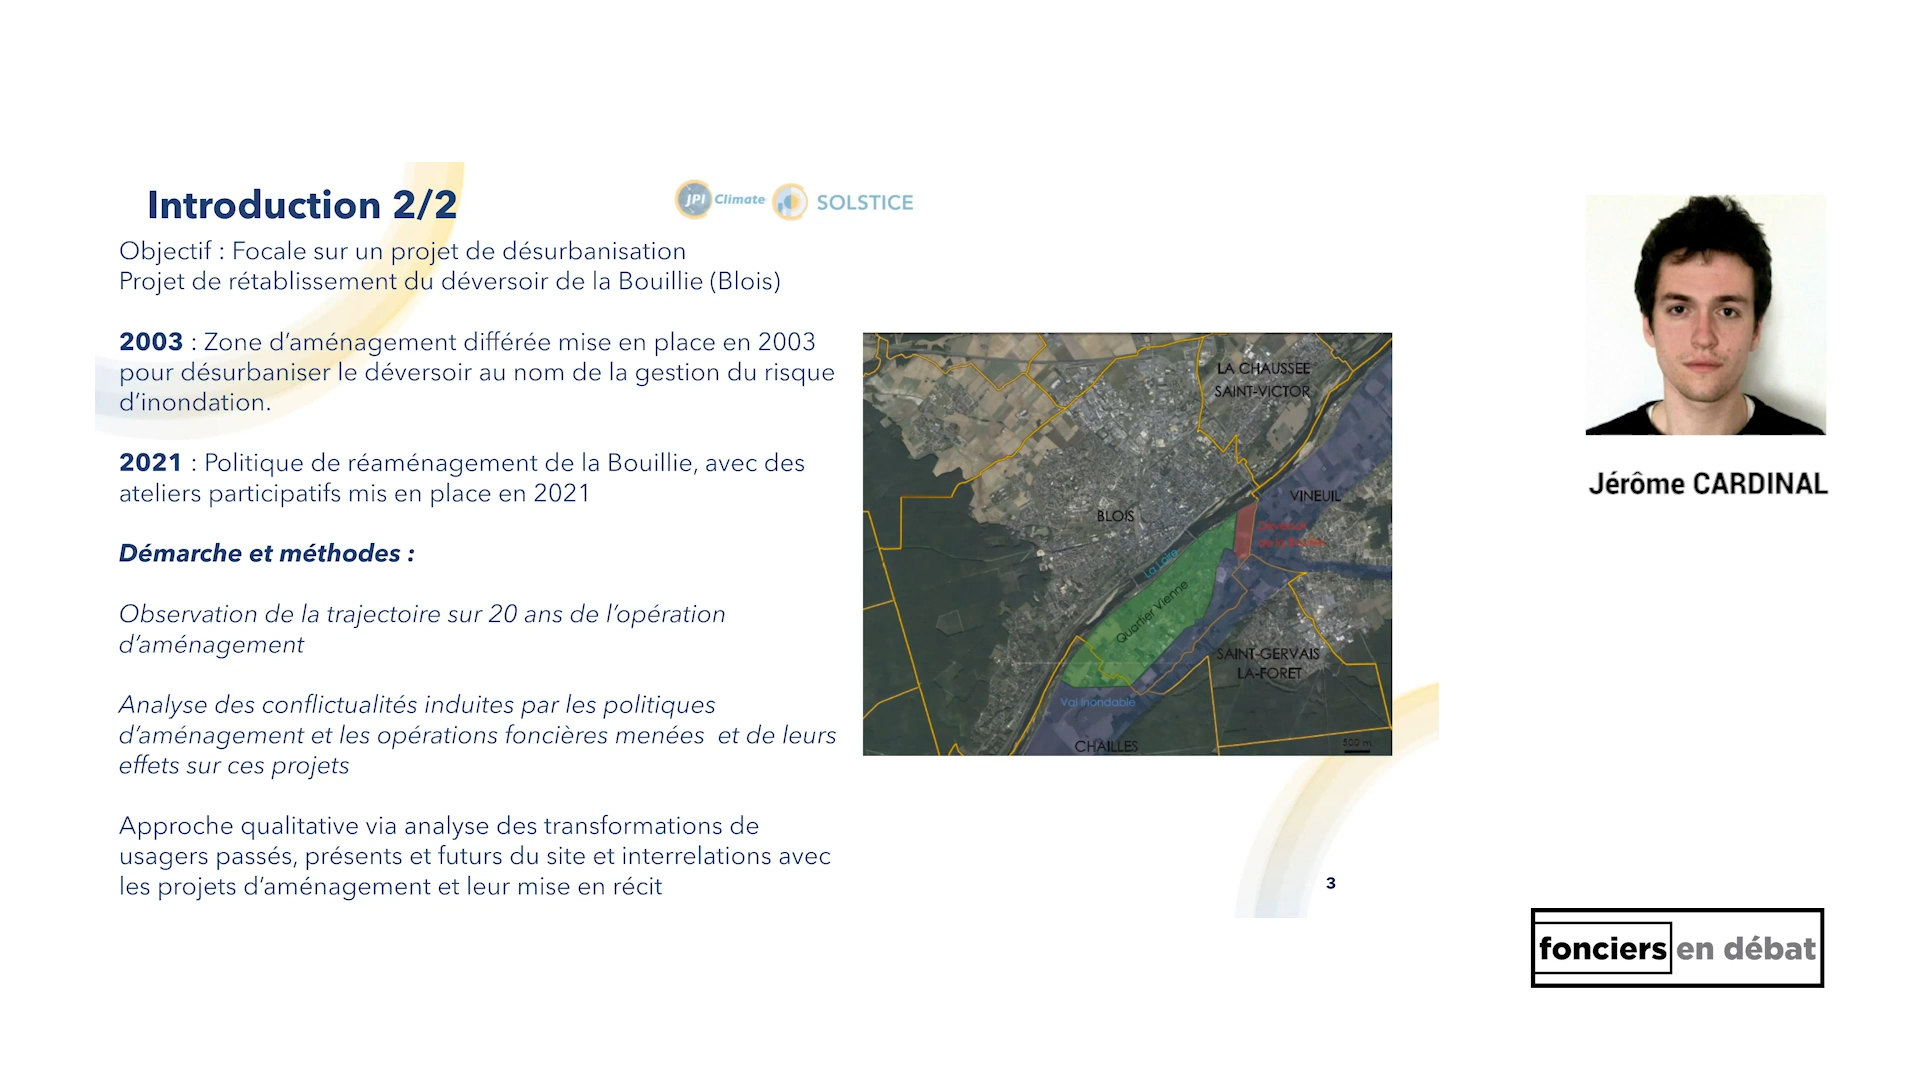 Introduction 2/2
JPI Climate
SOLSTICE
Objectif : Focale sur un projet de désurbanisation
Projet de rétablissement du déversoir de la Bouillie (Blois)
2003 : Zone d'aménagement différée mise en place en 2003
pour désurbaniser le déversoir au nom de la gestion du risque
d'inondation.
2021 : Politique de réaménagement de la Bouillie, avec des
ateliers participatifs mis en place en 2021
Démarche et méthodes :
Observation de la trajectoire sur 20 ans de l'opération
d'aménagement
Analyse des conflictualités induites par les politiques
d'aménagement et les opérations foncières menées  et de leurs
effets sur ces projets
Approche qualitative via analyse des transformations de
usagers passés, présents et futurs du site et interrelations avec
les projets d'aménagement et leur mise en récit
LA CHAUSSEE
SAINT-VICTOR
VINEUIL
BLOIS
Déversoir
de la Bouillie
La Loire
Quartier Vienne
SAINT-GERVAIS
LA-FORET
Val inondable
CHAILLES
500 m
3
Jérôme CARDINAL
fonciers en débat